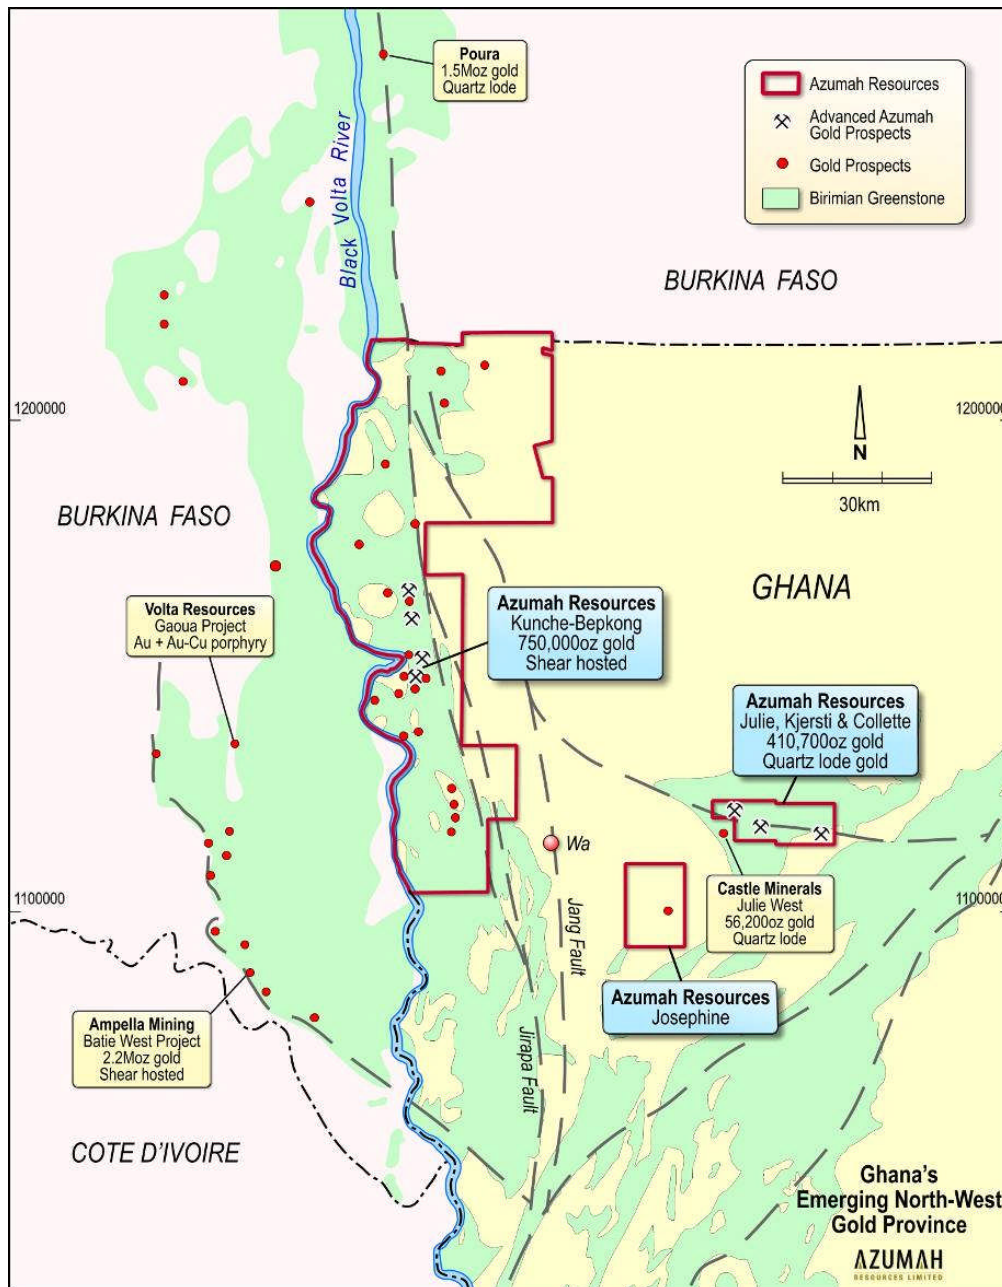 Poura
1.5Moz gold
Quartz lode
Azumah Resources
Advanced Azumah
Gold Prospects
Gold Prospects
Birimian Greenstone
Black Volta River
BURKINA FASO
1200000
1200000
N
30km
BURKINA FASO
GHANA
Volta Resources
Gaoua Project
Au + Au-Cu porphyry
Azumah Resources
Kunche-Bepkong
750,000oz gold
Shear hosted
Azumah Resources
Julie, Kjersti & Collette
410,700oz gold
Quartz lode gold
Wa
Castle Minerals
Julie West
56,200oz gold
Quartz lode
1100000
1100000
Jang Fault
Azumah Resources
Josephine
Ampella Mining
Batie West Project
2.2Moz gold
Shear hosted
Jirapa Fault
COTE D'IVOIRE
Ghana's
Emerging North-West
Gold Province
AZUMAH
RESOURCES LIMITED